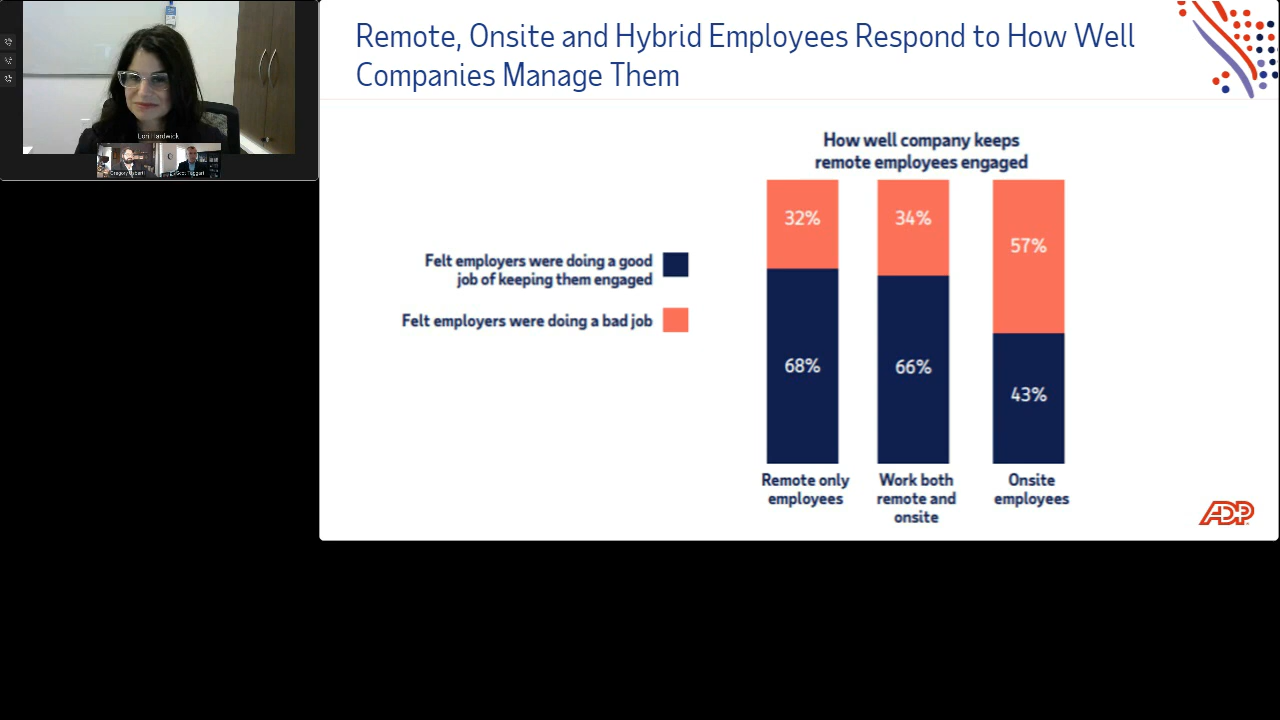 Remote, Onsite and Hybrid Employees Respond to How Well
Companies Manage Them
Lori Hardwick
How well company keeps
remote employees engaged
Felt employers were doing a good
job of keeping them engaged
Felt employers were doing a bad job
32%
34%
57%
68%
66%
43%
Remote only
employees
Work both
remote and
onsite
Onsite
employees
ADP